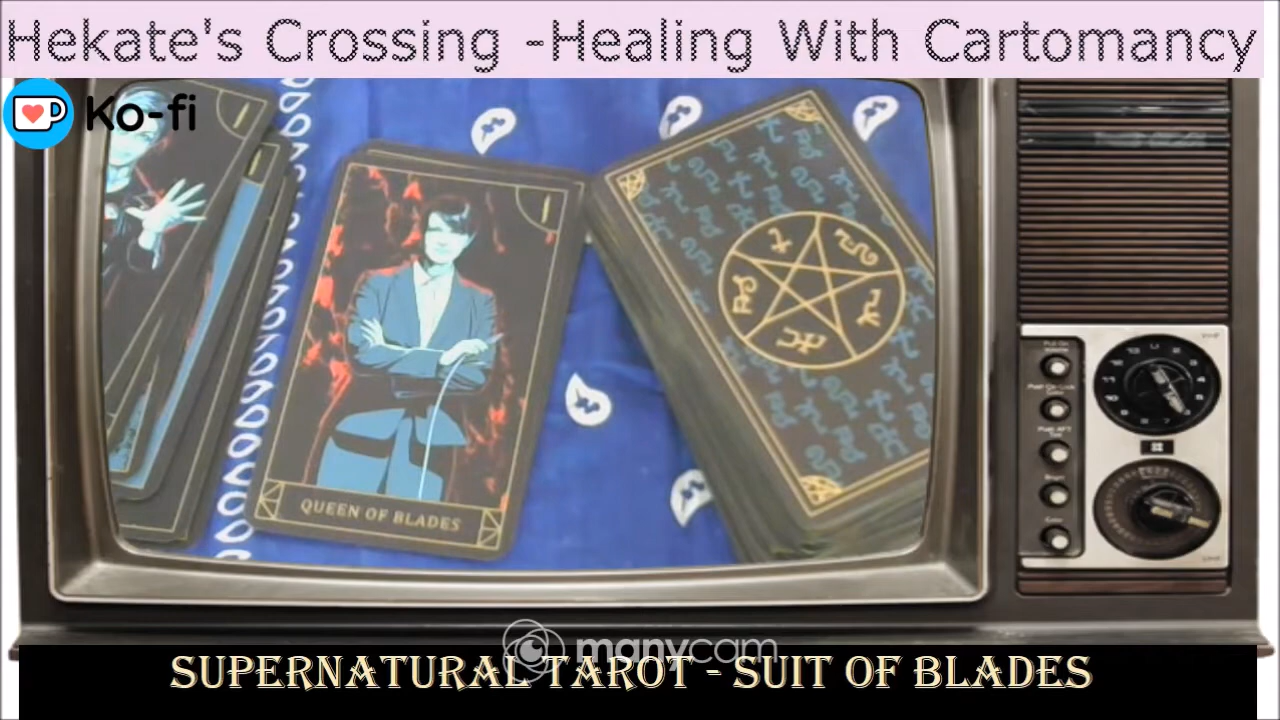 Hekate's Crossing -Healing With Cartomancy
Ko-fi
QUEEN OF BLADES
manycam
SUPERNATURAL TAROT - SUIT OF BLADES